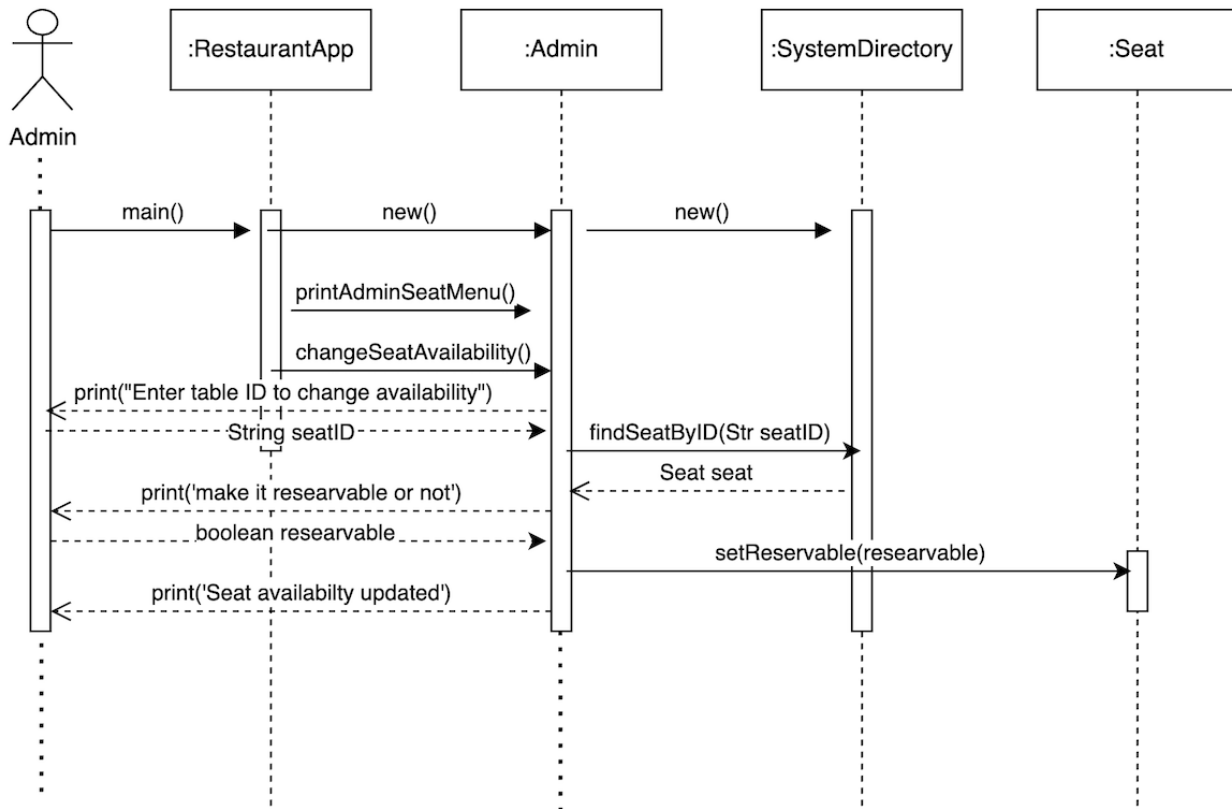 :RestaurantApp
:Admin
:SystemDirectory
:Seat
Admin
main()
new()
new()
printAdminSeatMenu()
changeSeatAvailability()
print("Enter table ID to change availability")
String seatID
findSeatByID(Str seatID)
Seat seat
print('make it researvable or not')
boolean researvable
setReservable(researvable)
print('Seat availabilty updated')